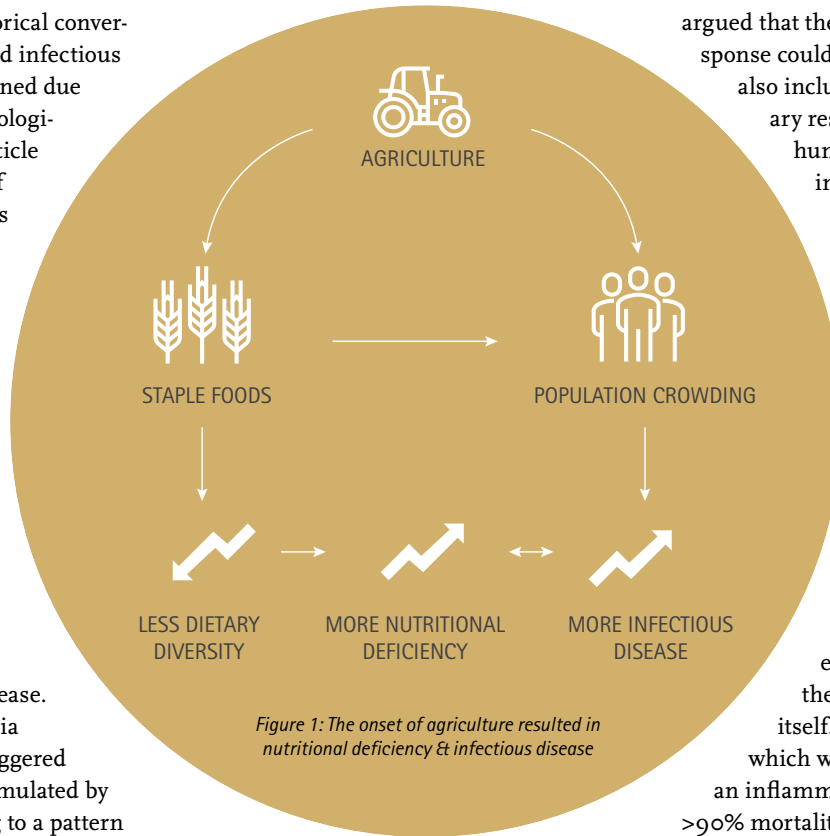 orical conver-
d infectious
ned due
ologi-
ticle
f
s
ease.
ia
ggered
mulated by
g to a pattern
AGRICULTURE
STAPLE FOODS
POPULATION CROWDING
LESS DIETARY
DIVERSITY
MORE NUTRITIONAL
DEFICIENCY
MORE INFECTIOUS
DISEASE
Figure 1: The onset of agriculture resulted in
nutritional deficiency & infectious disease
argued that the
sponse could
also inclu
ary res
hun
in
e
the
itself.
which w
an inflamm
>90% mortalit